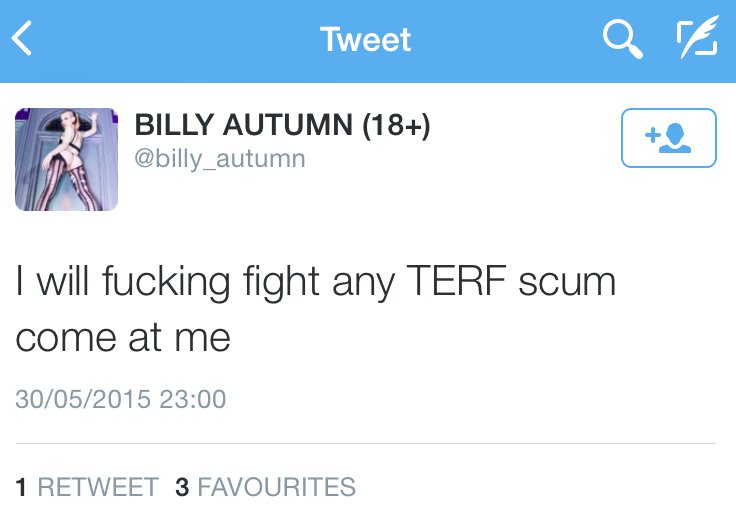 Tweet
BILLY AUTUMN (18+)
@billy_autumn
I will fucking fight any TERF scum
come at me
30/05/2015 23:00
1 RETWEET 3 FAVOURITES